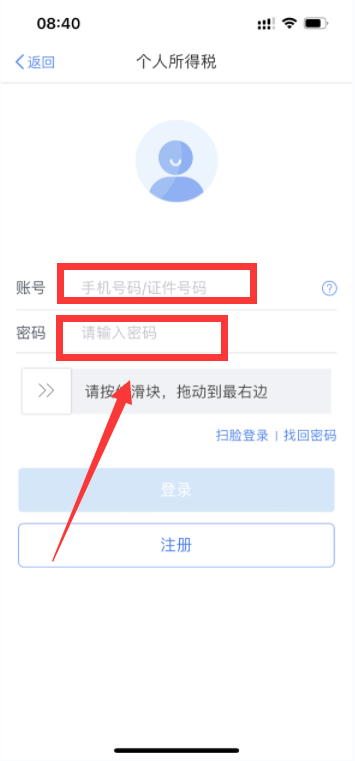 08:40
返回
个人所得税
账号 手机号码/证件号码
密码 请输入密码
请按住滑块，拖动到最右边
扫脸登录 | 找回密码
登录
注册